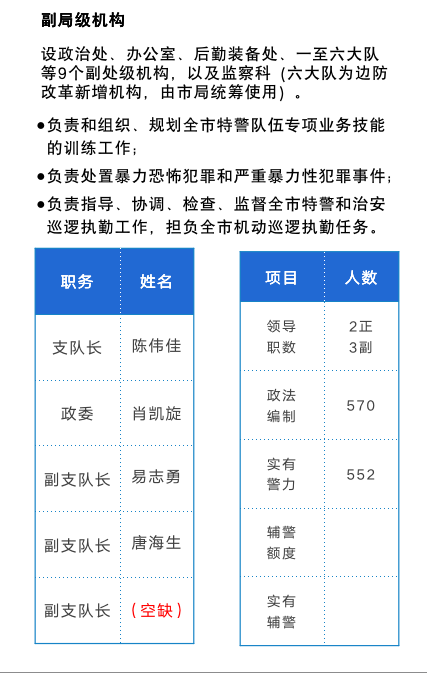 副局级机构
设政治处、办公室、后勤装备处、一至六大队
等9个副处级机构，以及监察科（六大队为边防
改革新增机构，由市局统筹使用）。
●负责和组织、规划全市特警队伍专项业务技能
的训练工作；
●负责处置暴力恐怖犯罪和严重暴力性犯罪事件；
●负责指导、协调、检查、监督全市特警和治安
巡逻执勤工作，担负全市机动巡逻执勤任务。
职务 姓名
支队长 陈伟佳
政委 肖凯旋
副支队长 易志勇
副支队长 唐海生
副支队长 （空缺）
项目 人数
领导 2正
职数 3副
政法
编制 570
实有
警力 552
辅警
额度
实有
辅警